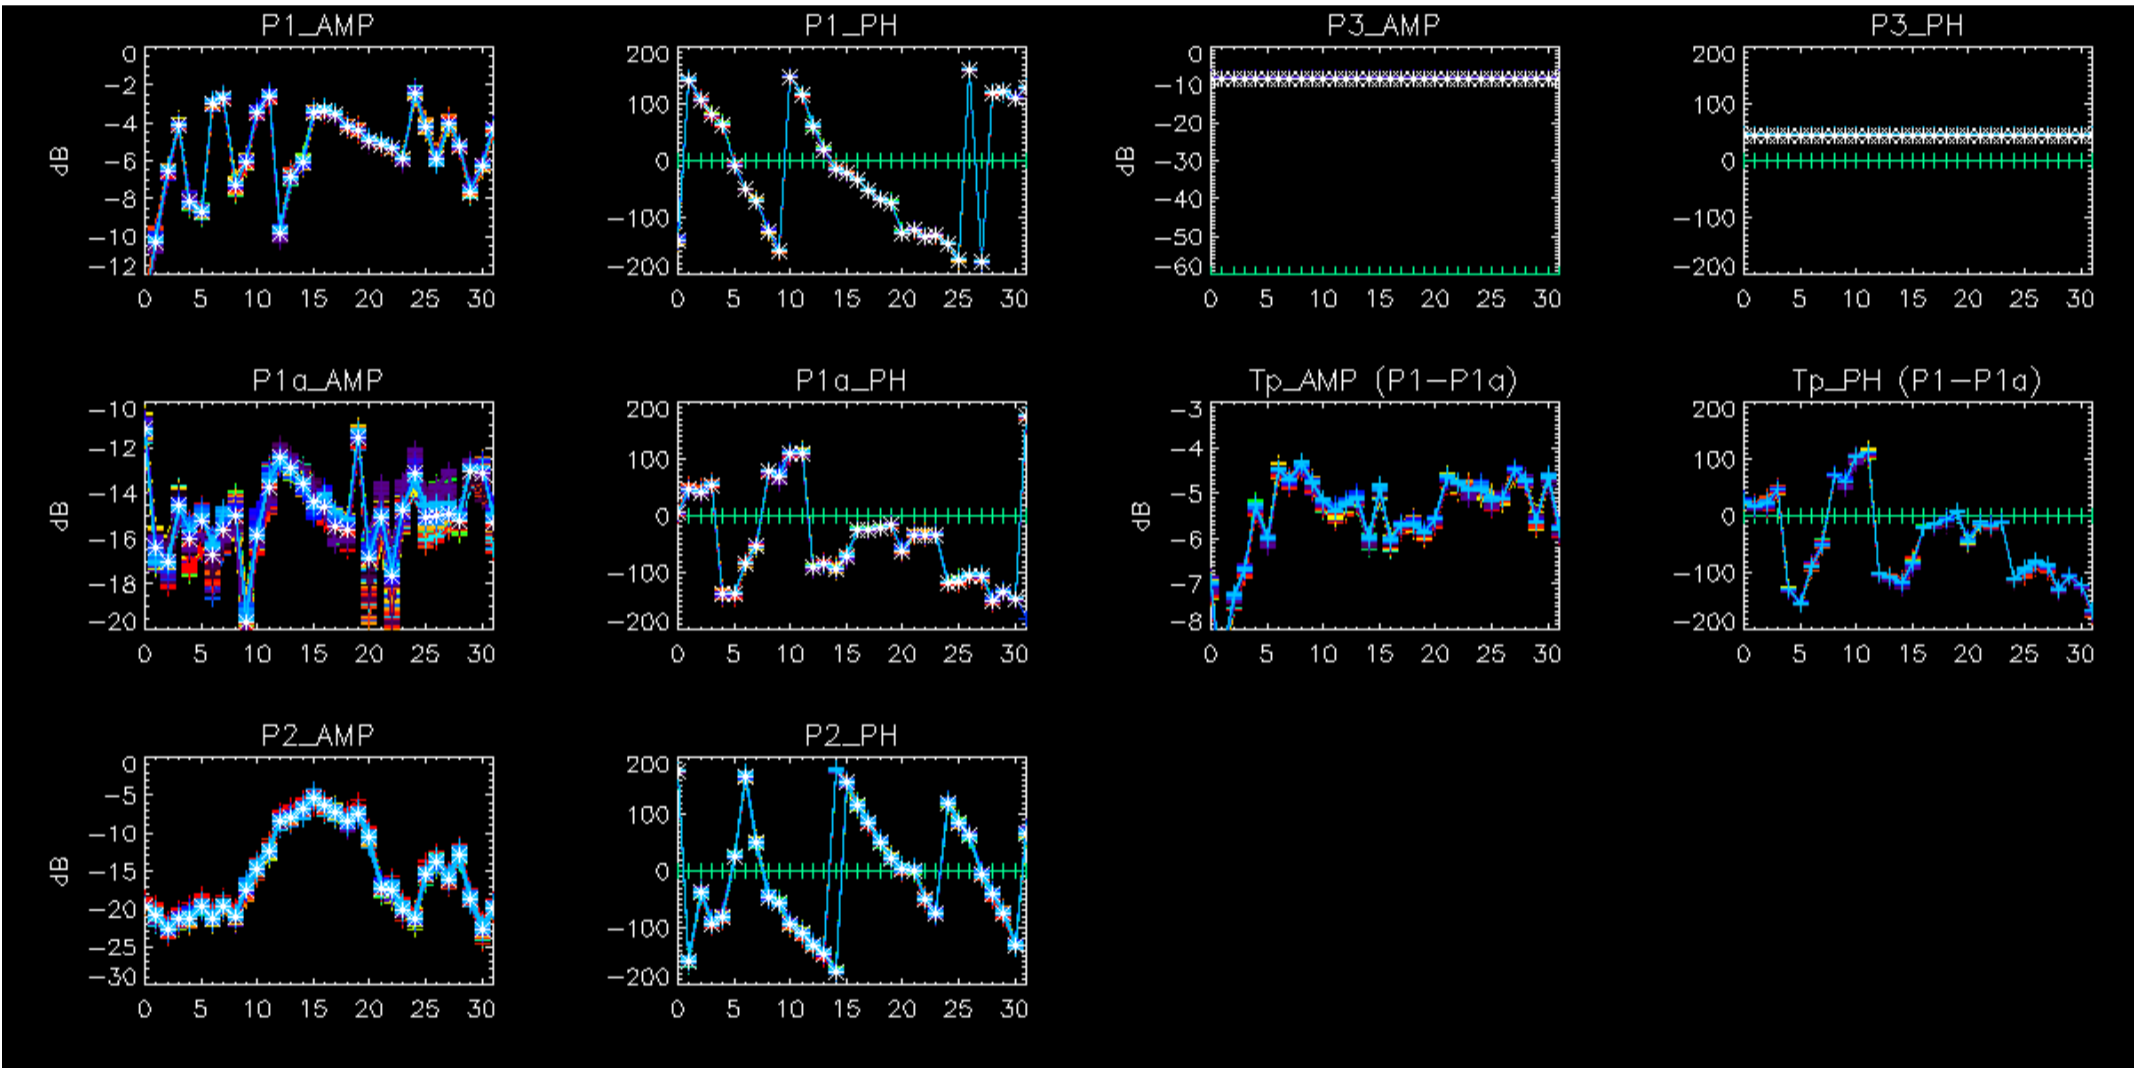 P1_AMP
0
−2
−4
−6
−8
−10
−12
dB
0 5 10 15 20 25 30
P1_PH
200
100
0
−100
−200
0 5 10 15 20 25 30
P3_AMP
0
−10
−20
−30
−40
−50
−60
dB
0 5 10 15 20 25 30
P3_PH
200
100
0
−100
−200
0 5 10 15 20 25 30
P1a_AMP
−10
−12
−14
−16
−18
−20
dB
0 5 10 15 20 25 30
P1a_PH
200
100
0
−100
−200
0 5 10 15 20 25 30
Tp_AMP (P1−P1a)
−3
−4
−5
−6
−7
−8
dB
0 5 10 15 20 25 30
Tp_PH (P1−P1a)
200
100
0
−100
−200
0 5 10 15 20 25 30
P2_AMP
0
−5
−10
−15
−20
−25
−30
dB
0 5 10 15 20 25 30
P2_PH
200
100
0
−100
−200
0 5 10 15 20 25 30